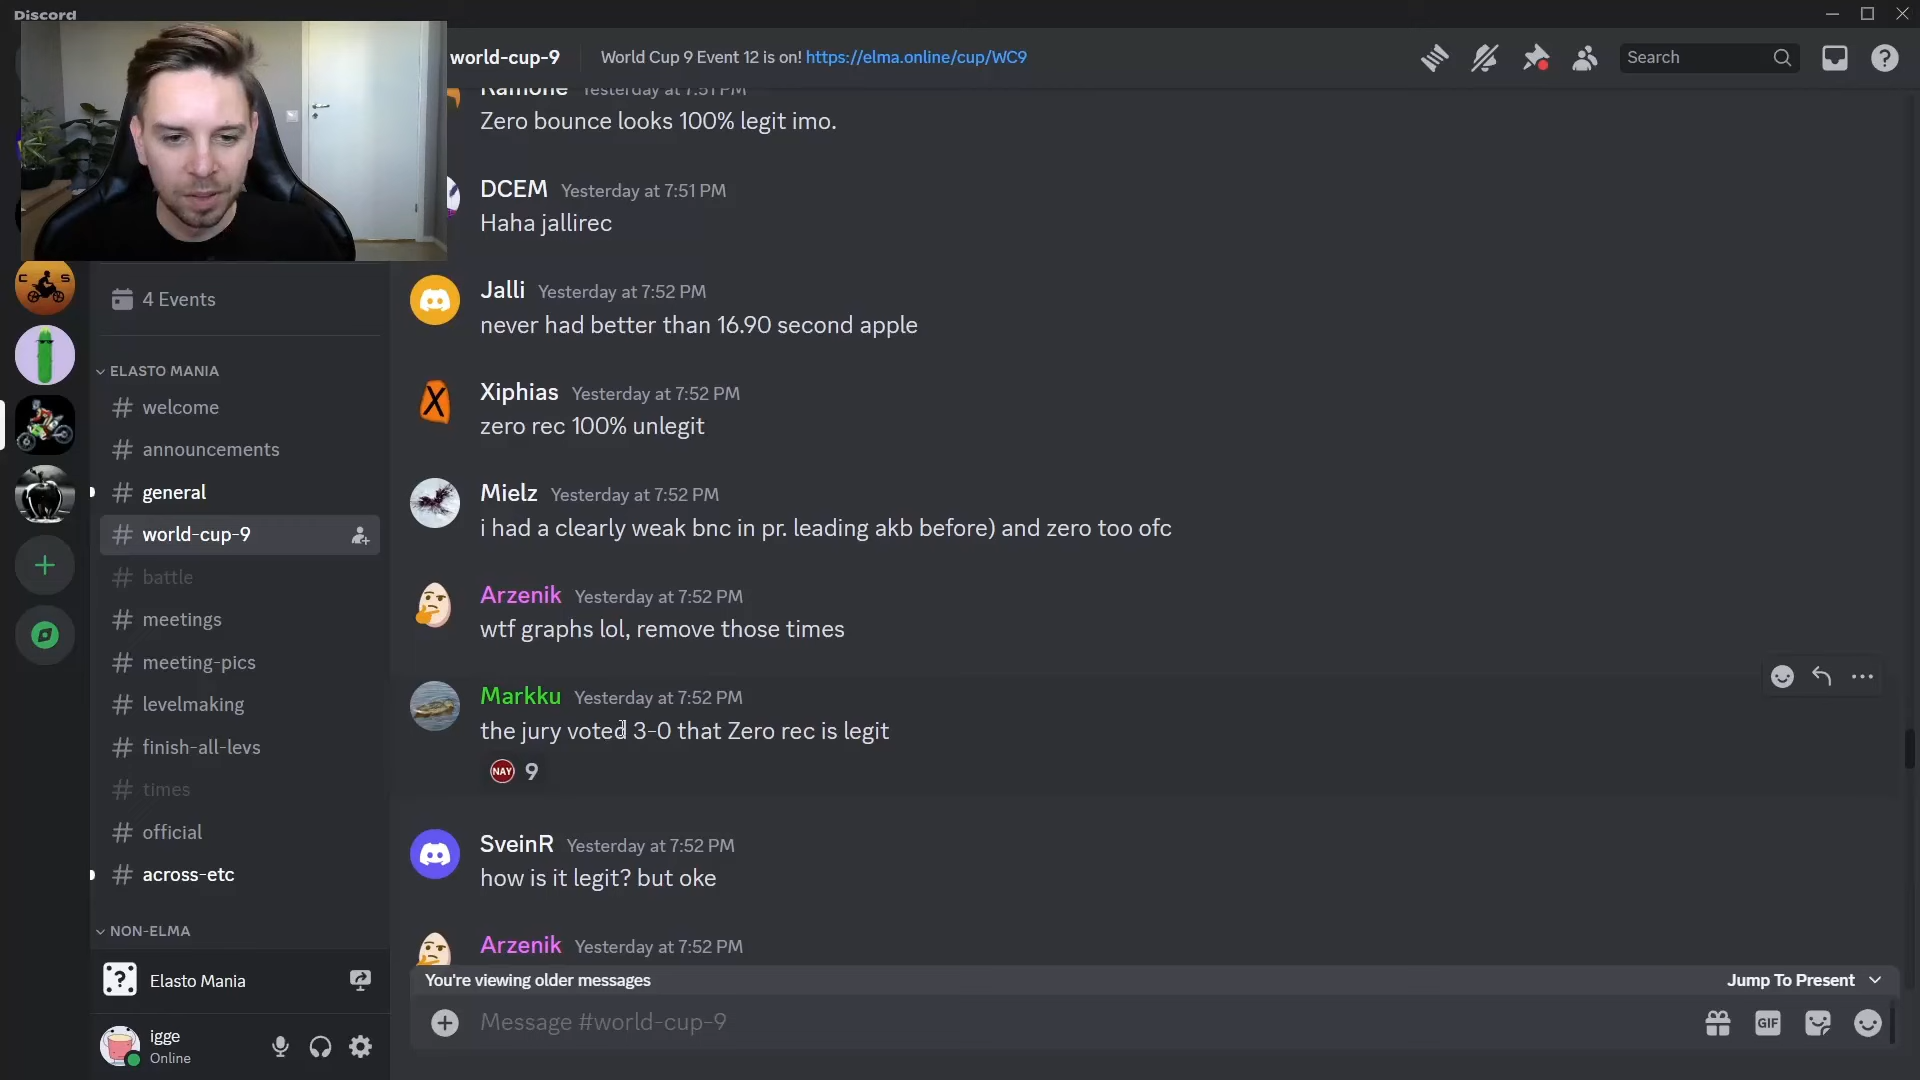 Discord
world-cup-9
World Cup 9 Event 12 is on! https://elma.online/cup/WC9
Search
Ramone Yesterday at 7:51 PM
Zero bounce looks 100% legit imo.
DCEM Yesterday at 7:51 PM
Haha jallirec
Jalli Yesterday at 7:52 PM
never had better than 16.90 second apple
Xiphias Yesterday at 7:52 PM
zero rec 100% unlegit
Mielz Yesterday at 7:52 PM
i had a clearly weak bnc in pr. leading akb before) and zero too ofc
Arzenik Yesterday at 7:52 PM
wtf graphs lol, remove those times
Markku Yesterday at 7:52 PM
the jury voted 3-0 that Zero rec is legit
NAY 9
SveinR Yesterday at 7:52 PM
how is it legit? but oke
Arzenik Yesterday at 7:52 PM
You're viewing older messages
Jump To Present
Message #world-cup-9
GIF
C S
4 Events
ELASTO MANIA
# welcome
# announcements
# general
# world-cup-9
# battle
# meetings
# meeting-pics
# levelmaking
# finish-all-levs
# times
# official
# across-etc
NON-ELMA
Elasto Mania
igge
Online